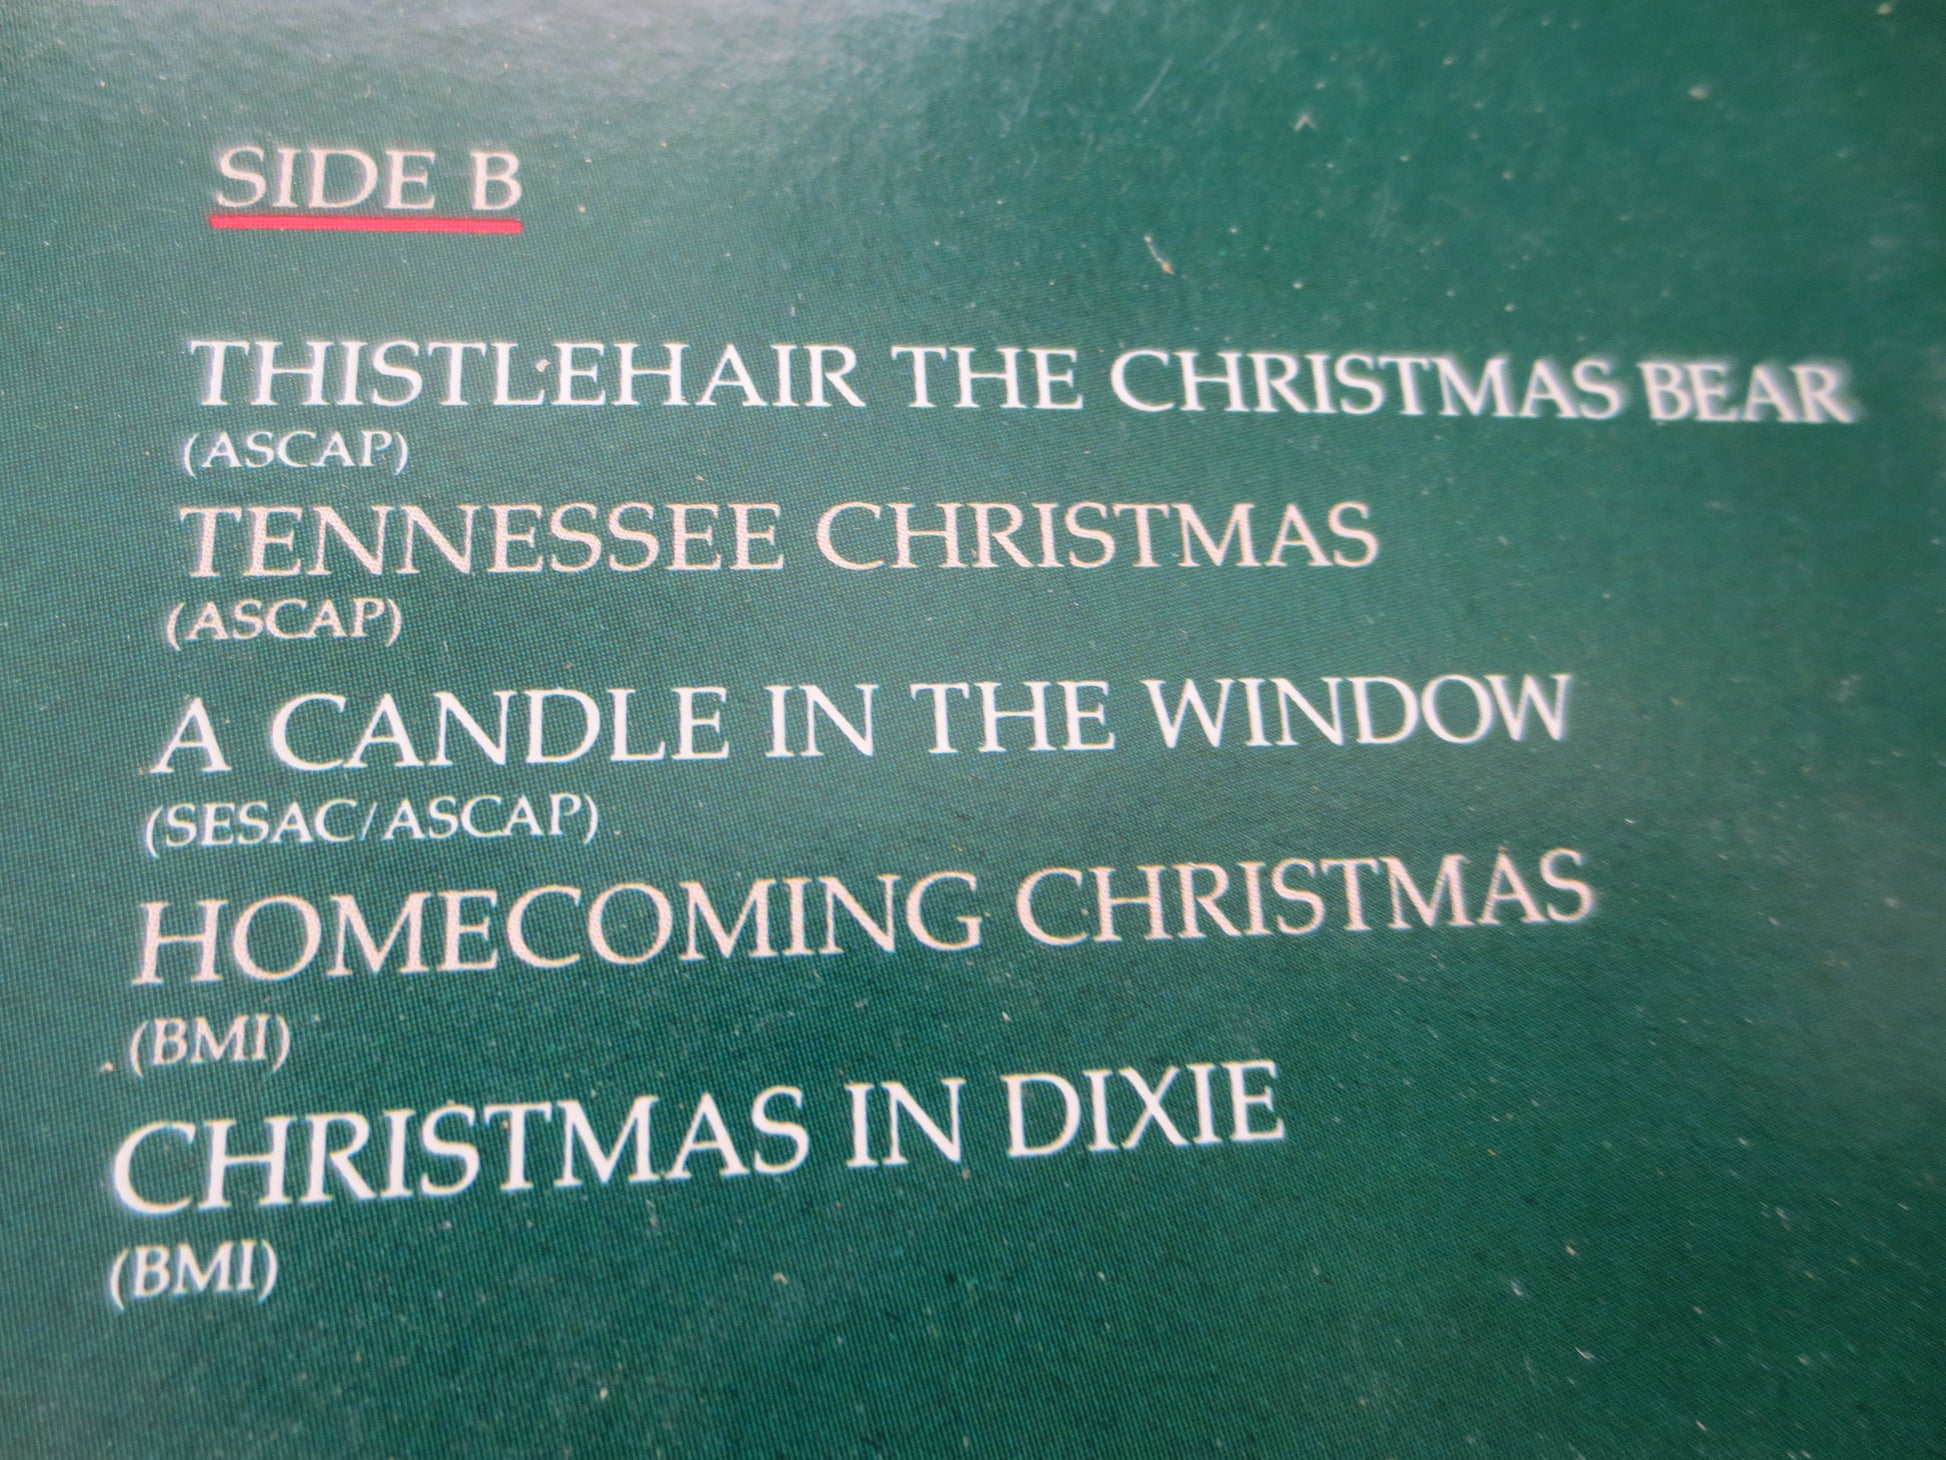 SIDE B
THISTLEHAIR THE CHRISTMAS BEAR
(ASCAP)
TENNESSEE CHRISTMAS
(ASCAP)
A CANDLE IN THE WINDOW
(SESAC/ASCAP)
HOMECOMING CHRISTMAS
(BMI)
CHRISTMAS IN DIXIE
(BMI)